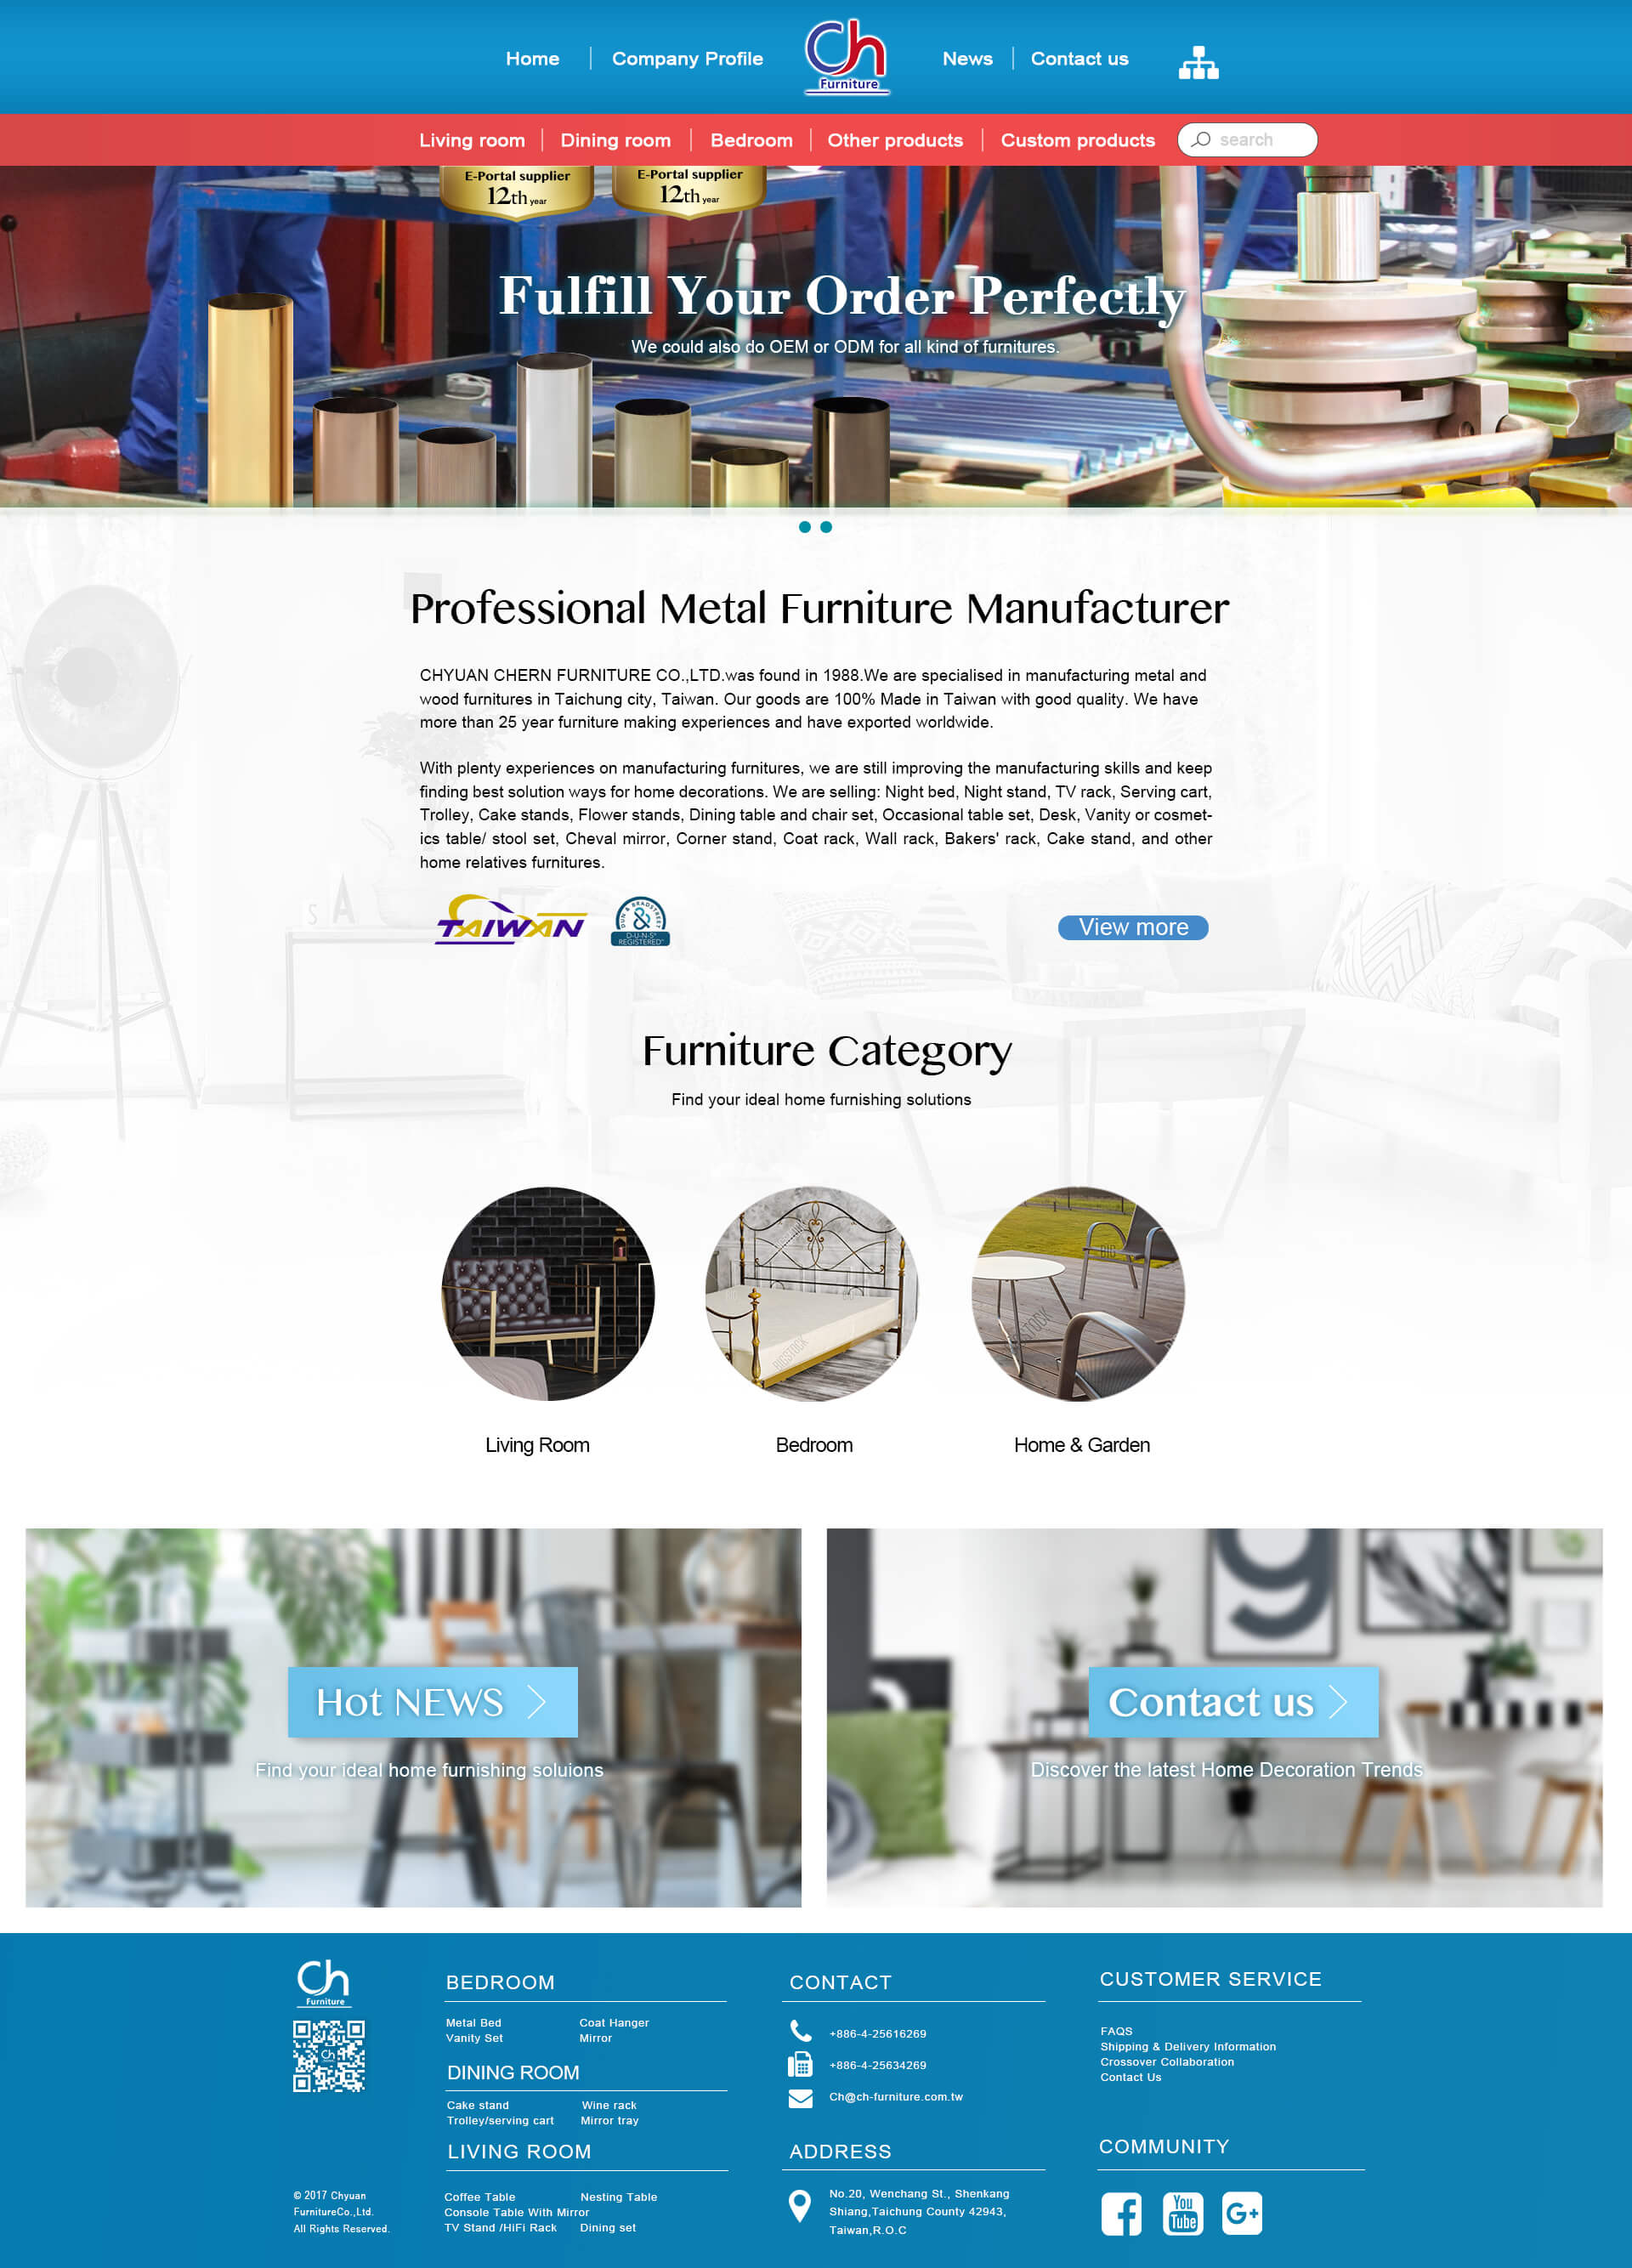 Home
Company Profile
Ch
Furniture
News
Contact us
Living room
Dining room
Bedroom
Other products
Custom products
search
E-Portal supplier
12th year
E-Portal supplier
12th year
Fulfill Your Order Perfectly
We could also do OEM or ODM for all kind of furnitures.
Professional Metal Furniture Manufacturer
CHYUAN CHERN FURNITURE CO.,LTD.was found in 1988.We are specialised in manufacturing metal and
wood furnitures in Taichung city, Taiwan. Our goods are 100% Made in Taiwan with good quality. We have
more than 25 year furniture making experiences and have exported worldwide.
With plenty experiences on manufacturing furnitures, we are still improving the manufacturing skills and keep
finding best solution ways for home decorations. We are selling: Night bed, Night stand, TV rack, Serving cart,
Trolley, Cake stands, Flower stands, Dining table and chair set, Occasional table set, Desk, Vanity or cosmet-
ics table/ stool set, Cheval mirror, Corner stand, Coat rack, Wall rack, Bakers' rack, Cake stand, and other
home relatives furnitures.
TAIWAN
DUN & BRADSTREET
D-U-N-S®
REGISTERED™
View more
Furniture Category
Find your ideal home furnishing solutions
Living Room
Bedroom
Home & Garden
Hot NEWS
Find your ideal home furnishing soluions
Contact us
Discover the latest Home Decoration Trends
Ch
Furniture
Ch
© 2017 Chyuan
FurnitureCo.,Ltd.
All Rights Reserved.
BEDROOM
Metal Bed
Coat Hanger
Vanity Set
Mirror
DINING ROOM
Cake stand
Wine rack
Trolley/serving cart
Mirror tray
LIVING ROOM
Coffee Table
Nesting Table
Console Table With Mirror
TV Stand /HiFi Rack
Dining set
CONTACT
+886-4-25616269
+886-4-25634269
Ch@ch-furniture.com.tw
ADDRESS
No.20, Wenchang St., Shenkang
Shiang,Taichung County 42943,
Taiwan,R.O.C
CUSTOMER SERVICE
FAQS
Shipping & Delivery Information
Crossover Collaboration
Contact Us
COMMUNITY
You
Tube
G+